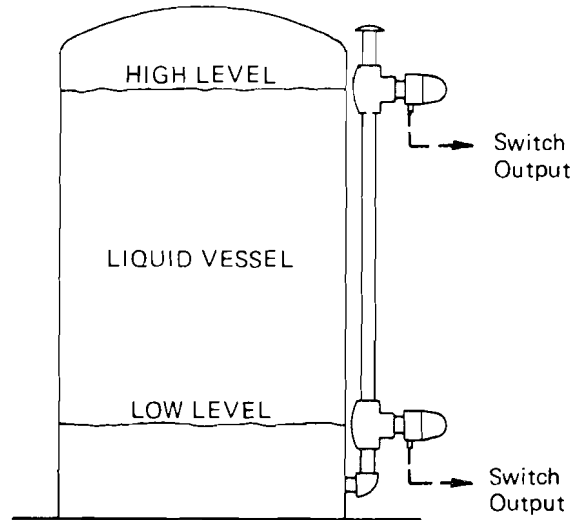 HIGH LEVEL
Switch
Output
LIQUID VESSEL
LOW LEVEL
Switch
Output